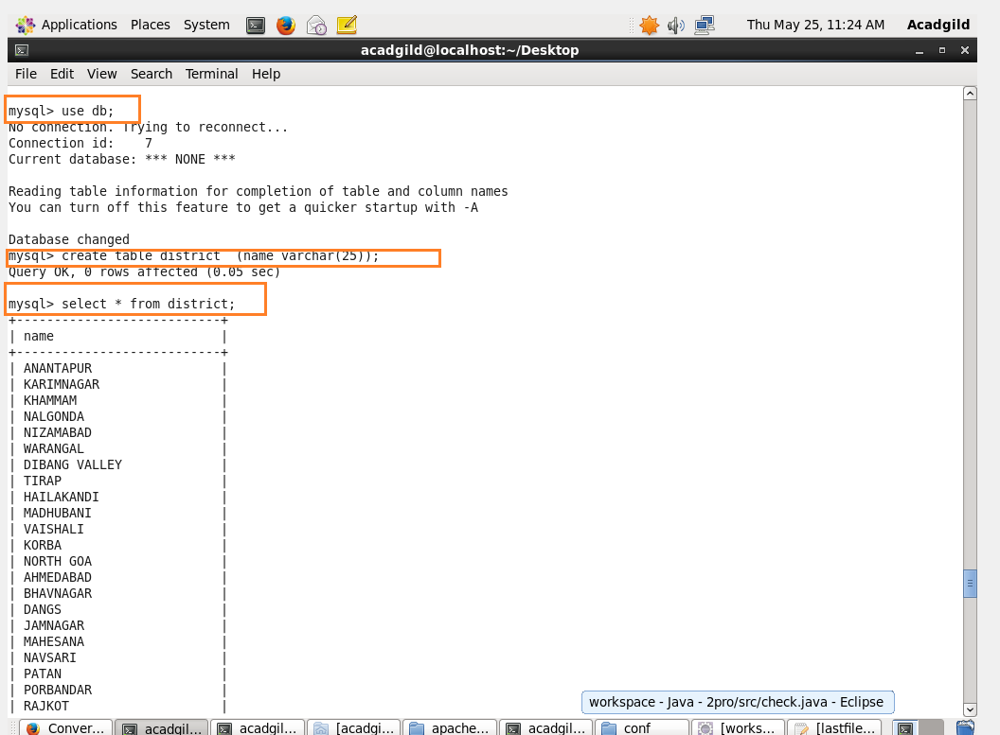 Applications Places System Thu May 25, 11:24 AM Acadgild
acadgild@localhost:~/Desktop
File Edit View Search Terminal Help
mysql> use db;
No connection. Trying to reconnect...
Connection id:    7
Current database: *** NONE ***
Reading table information for completion of table and column names
You can turn off this feature to get a quicker startup with -A
Database changed
mysql> create table district  (name varchar(25));
Query OK, 0 rows affected (0.05 sec)
mysql> select * from district;
+---------------------------+
| name                      |
+---------------------------+
| ANANTAPUR                 |
| KARIMNAGAR                |
| KHAMMAM                   |
| NALGONDA                  |
| NIZAMABAD                 |
| WARANGAL                  |
| DIBANG VALLEY             |
| TIRAP                     |
| HAILAKANDI                |
| MADHUBANI                 |
| VAISHALI                  |
| KORBA                     |
| NORTH GOA                 |
| AHMEDABAD                 |
| BHAVNAGAR                 |
| DANGS                     |
| JAMNAGAR                  |
| MAHESANA                  |
| NAVSARI                   |
| PATAN                     |
| PORBANDAR                 |
| RAJKOT                    |
workspace - Java - 2pro/src/check.java - Eclipse
Conver... acadgil... acadgil... [acadgi... apache... acadgil... conf [works... [lastfile...